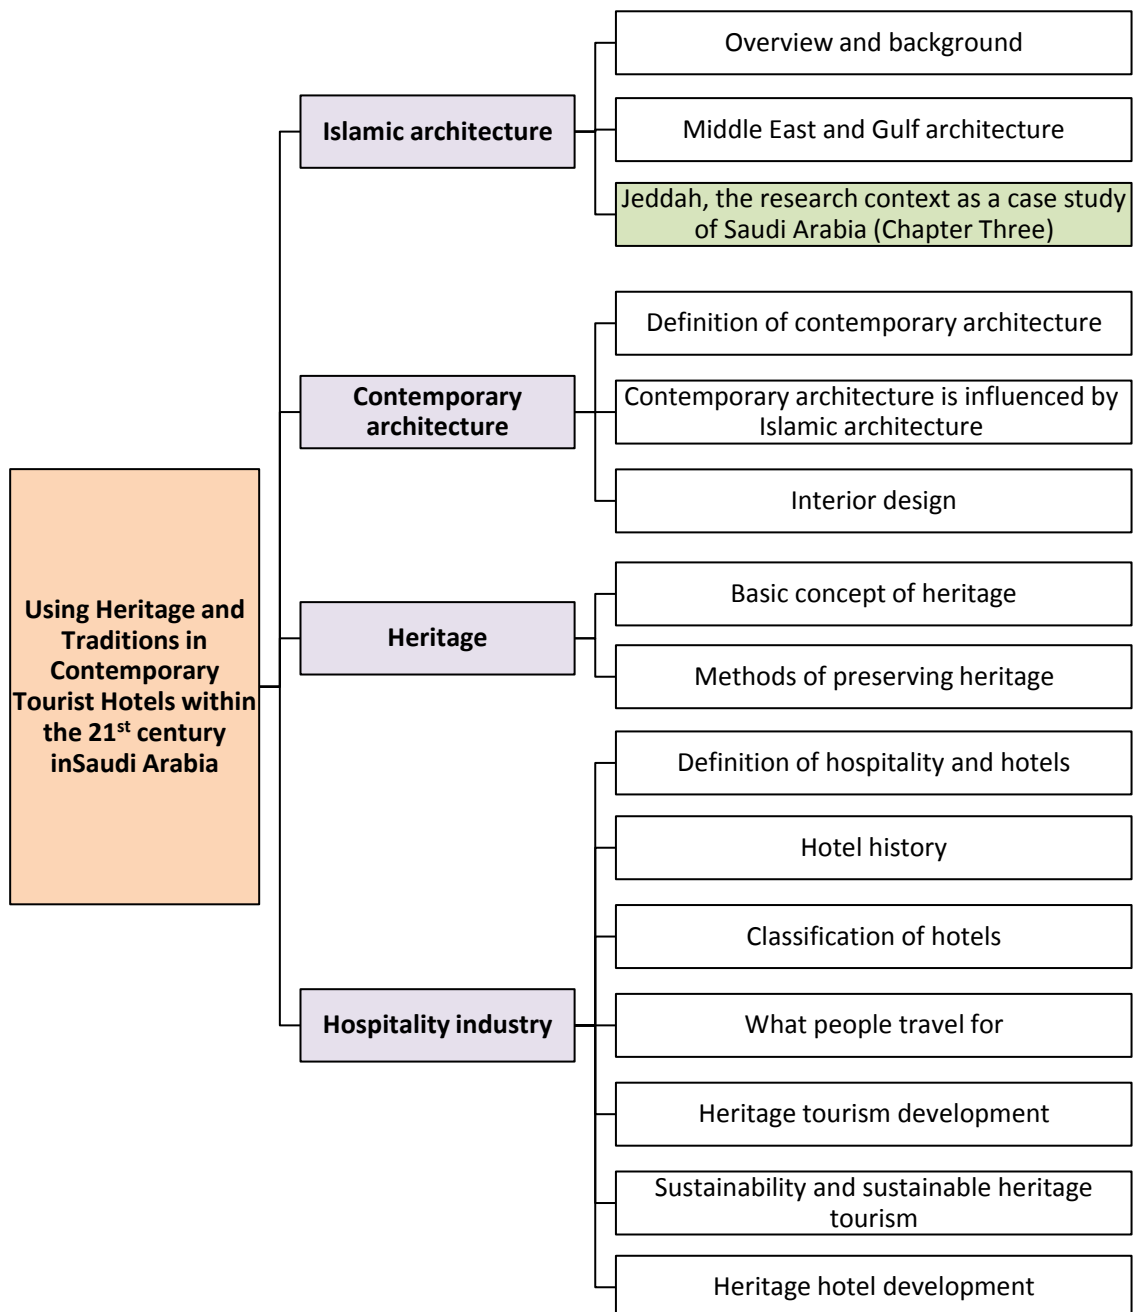 Using Heritage and
Traditions in
Contemporary
Tourist Hotels within
the 21st century
inSaudi Arabia
Islamic architecture
Overview and background
Middle East and Gulf architecture
Jeddah, the research context as a case study
of Saudi Arabia (Chapter Three)
Contemporary
architecture
Definition of contemporary architecture
Contemporary architecture is influenced by
Islamic architecture
Interior design
Heritage
Basic concept of heritage
Methods of preserving heritage
Hospitality industry
Definition of hospitality and hotels
Hotel history
Classification of hotels
What people travel for
Heritage tourism development
Sustainability and sustainable heritage
tourism
Heritage hotel development